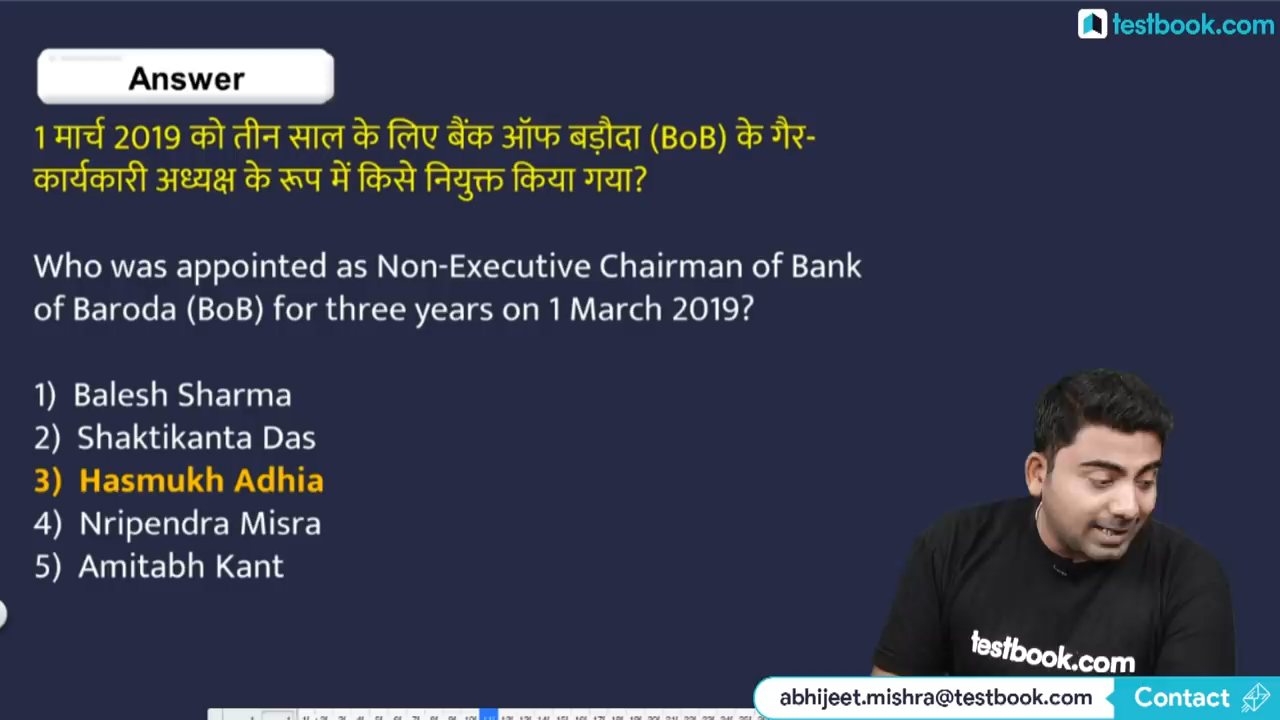 testbook.com
Answer
1 मार्च 2019 को तीन साल के लिए बैंक ऑफ बड़ौदा (BoB) के गैर-
कार्यकारी अध्यक्ष के रूप में किसे नियुक्त किया गया?
Who was appointed as Non-Executive Chairman of Bank
of Baroda (BoB) for three years on 1 March 2019?
1) Balesh Sharma
2) Shaktikanta Das
3) Hasmukh Adhia
4) Nripendra Misra
5) Amitabh Kant
testbook.com
abhijeet.mishra@testbook.com Contact